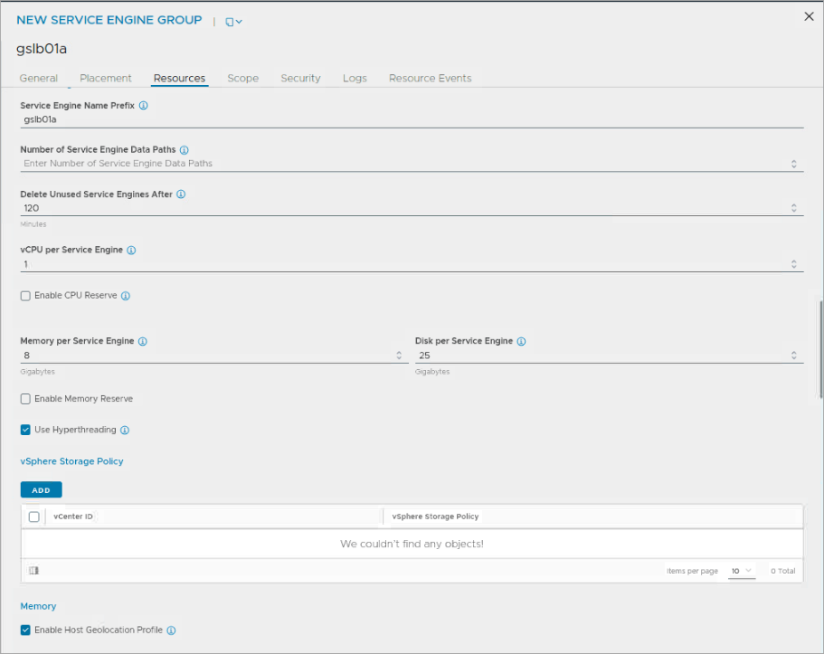 NEW SERVICE ENGINE GROUP
gslb01a
General Placement Resources Scope Security Logs Resource Events
Service Engine Name Prefix
gslb01a
Number of Service Engine Data Paths
Enter Number of Service Engine Data Paths
Delete Unused Service Engines After
120
Minutes
vCPU per Service Engine
1
Enable CPU Reserve
Memory per Service Engine Disk per Service Engine
8 25
Gigabytes Gigabytes
Enable Memory Reserve
Use Hyperthreading
vSphere Storage Policy
ADD
vCenter ID vSphere Storage Policy
We couldn't find any objects!
Items per page 10 0 Total
Memory
Enable Host Geolocation Profile